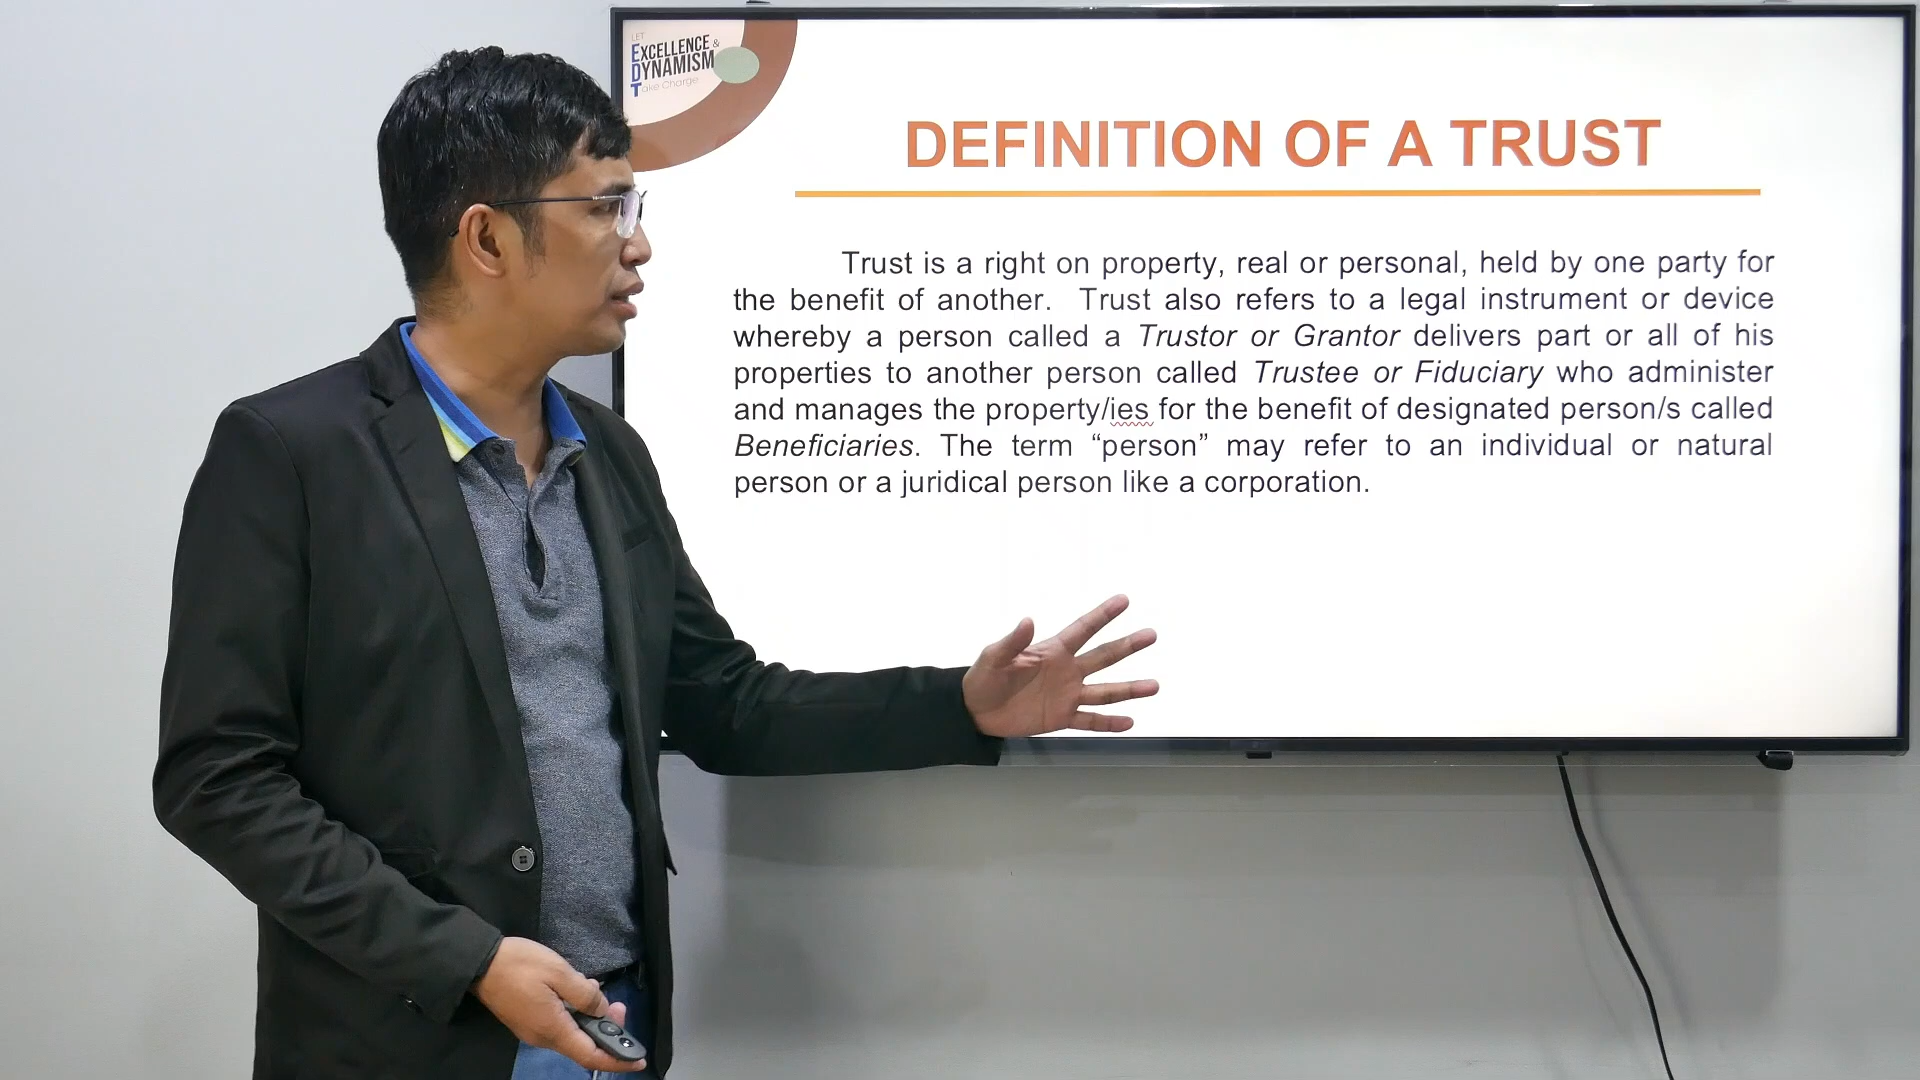 LET
EXCELLENCE &
DYNAMISM
Take Charge
DEFINITION OF A TRUST
Trust is a right on property, real or personal, held by one party for
the benefit of another. Trust also refers to a legal instrument or device
whereby a person called a Trustor or Grantor delivers part or all of his
properties to another person called Trustee or Fiduciary who administer
and manages the property/ies for the benefit of designated person/s called
Beneficiaries. The term “person” may refer to an individual or natural
person or a juridical person like a corporation.